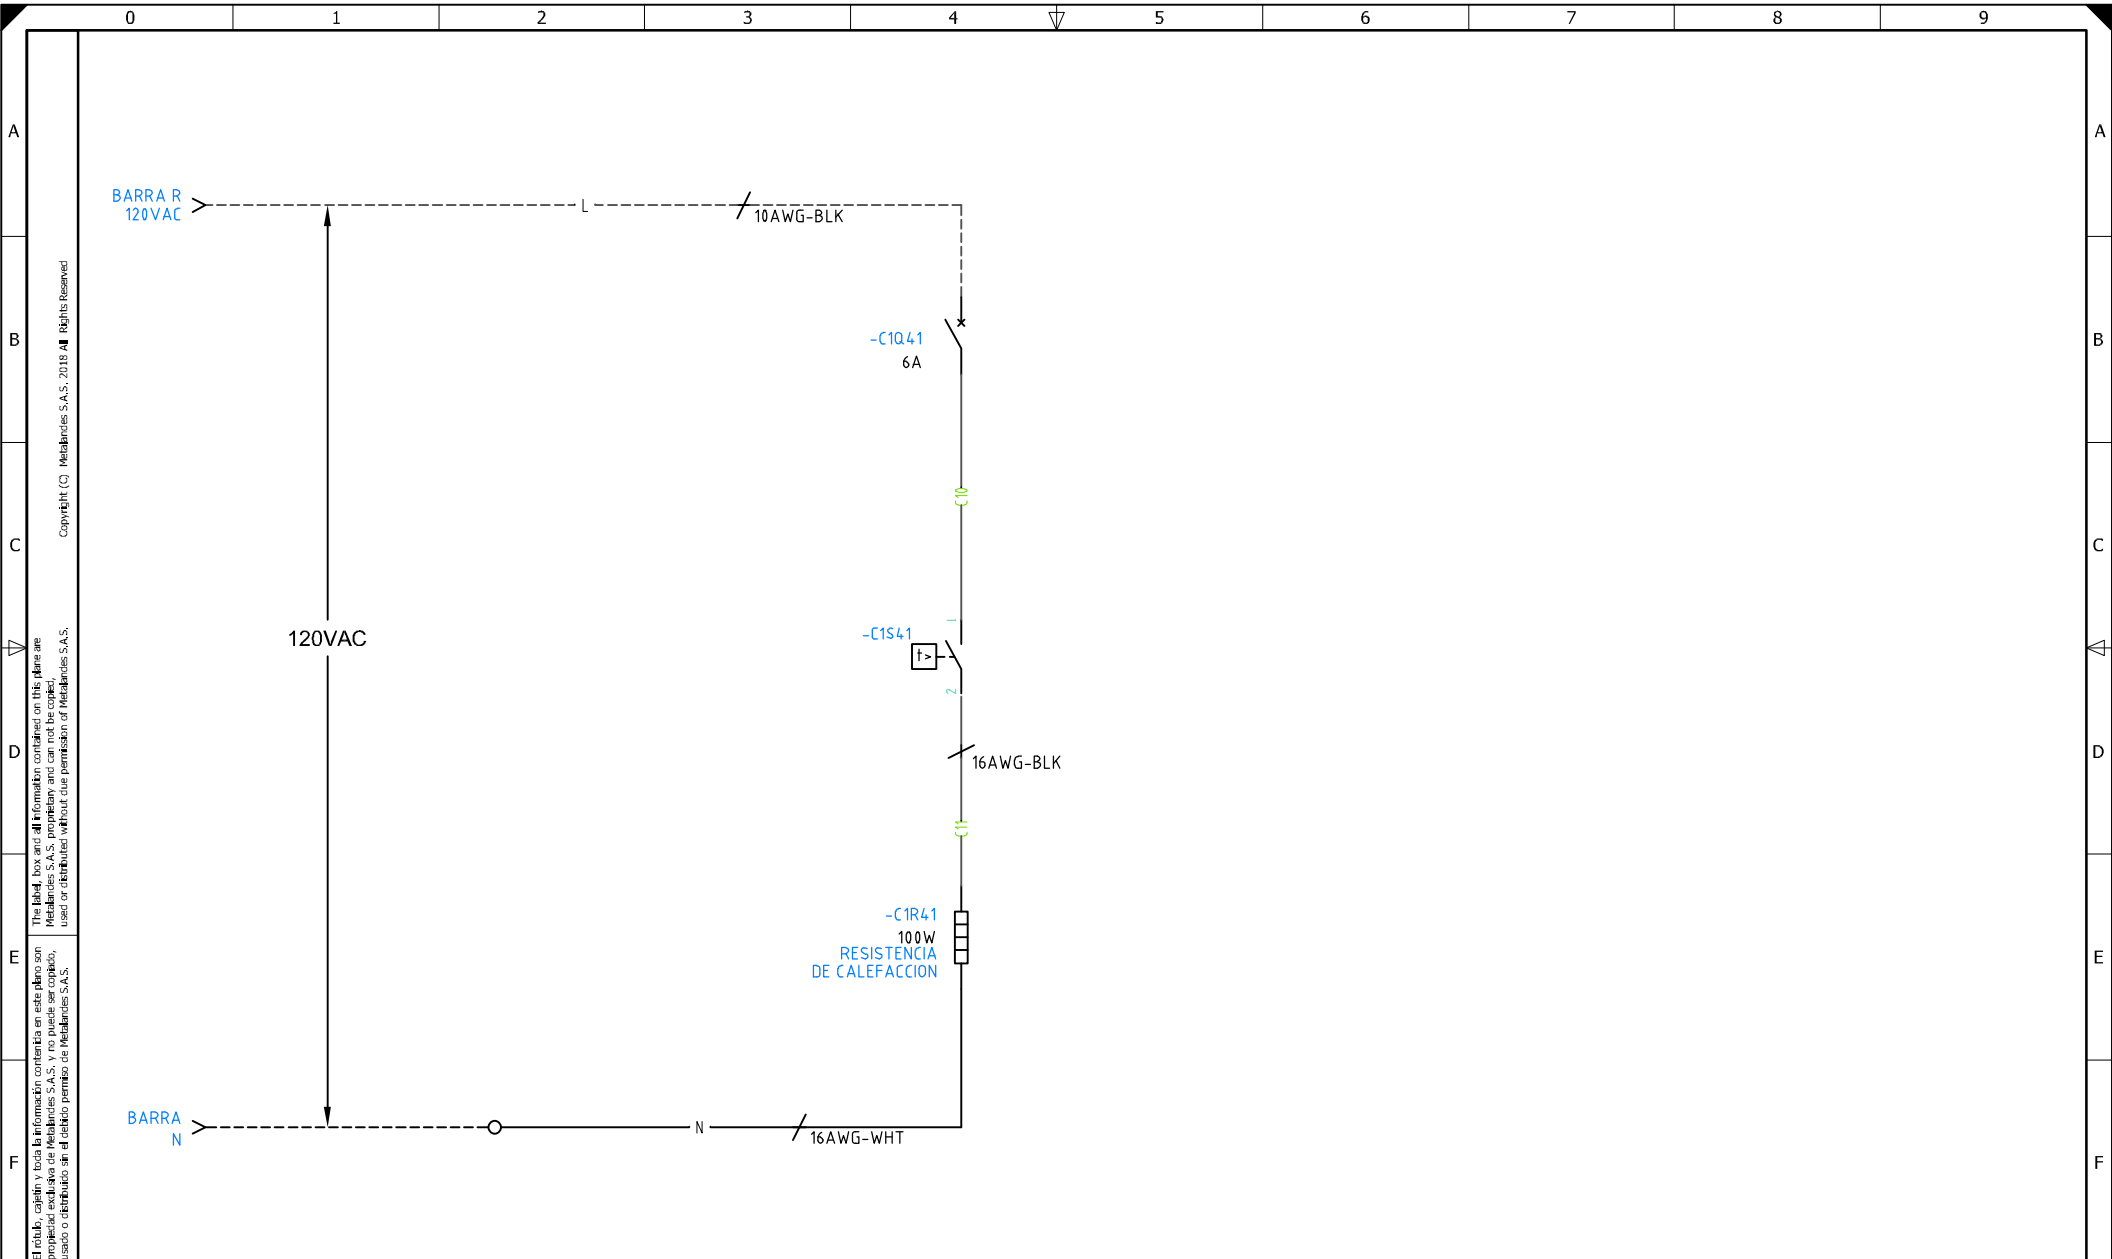 0 1 2 3 4 5 6 7 8 9
A A
BARRA R
120VAC
L
10AWG-BLK
B B
-C1Q41
6A
C10
C C
120VAC
-C1S41
t>
1
2
D D
16AWG-BLK
C11
-C1R41
100W
RESISTENCIA
DE CALEFACCION
E E
BARRA
N
N
16AWG-WHT
F F
Copyright (C) Metalandes S.A.S. 2018 All Rights Reserved
The label, box and all information contained on this plane are
Metalandes S.A.S. proprietary and can not be copied,
used or distributed without due permission of Metalandes S.A.S.
El rótulo, cajetín y toda la información contenida en este plano son
propiedad exclusiva de Metalandes S.A.S. y no puede ser copiado,
usado o distribuido sin el debido permiso de Metalandes S.A.S.